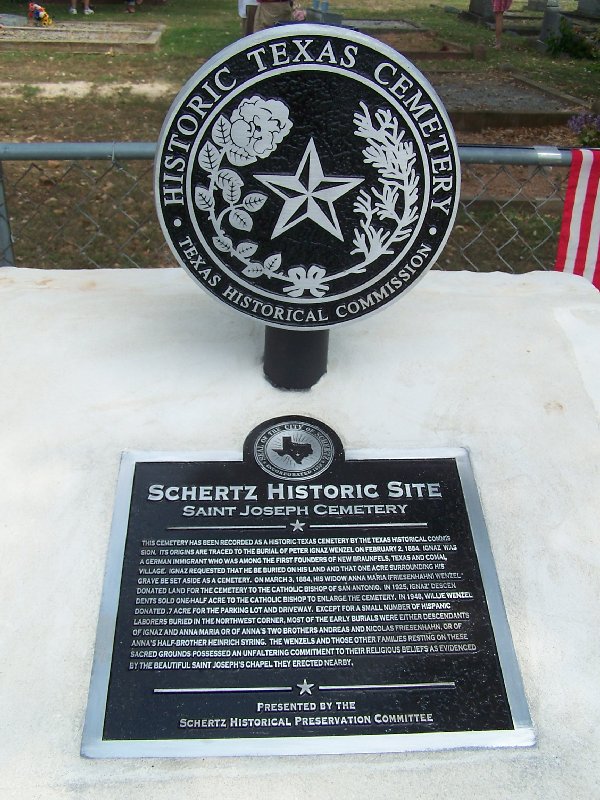 HISTORIC TEXAS CEMETERY
TEXAS HISTORICAL COMMISSION
SEAL OF THE CITY OF SCHERTZ
INCORPORATED
SCHERTZ HISTORIC SITE
SAINT JOSEPH CEMETERY
THIS CEMETERY HAS BEEN RECORDED AS A HISTORIC TEXAS CEMETERY BY THE TEXAS HISTORICAL COMMIS
SION. ITS ORIGINS ARE TRACED TO THE BURIAL OF PETER IGNAZ WENZEL ON FEBRUARY 2, 1884. IGNAZ WAS
A GERMAN IMMIGRANT WHO WAS AMONG THE FIRST FOUNDERS OF NEW BRAUNFELS, TEXAS AND COMAL
VILLAGE. IGNAZ REQUESTED THAT HE BE BURIED ON HIS LAND AND THAT ONE ACRE SURROUNDING HIS
GRAVE BE SET ASIDE AS A CEMETERY. ON MARCH 3, 1884, HIS WIDOW ANNA MARIA (FRIESENHAHN) WENZEL
DONATED LAND FOR THE CEMETERY TO THE CATHOLIC BISHOP OF SAN ANTONIO. IN 1925, IGNAZ' DESCEN
DENTS SOLD ONE-HALF ACRE TO THE CATHOLIC BISHOP TO ENLARGE THE CEMETERY. IN 1948, WILLIE WENZEL
DONATED .7 ACRE FOR THE PARKING LOT AND DRIVEWAY. EXCEPT FOR A SMALL NUMBER OF HISPANIC
LABORERS BURIED IN THE NORTHWEST CORNER, MOST OF THE EARLY BURIALS WERE EITHER DESCENDANTS
OF IGNAZ AND ANNA MARIA OR OF ANNA'S TWO BROTHERS ANDREAS AND NICOLAS FRIESENHAHN, OR OF
ANNA'S HALF-BROTHER HEINRICH SYRING. THE WENZELS AND THOSE OTHER FAMILIES RESTING ON THESE
SACRED GROUNDS POSSESSED AN UNFALTERING COMMITMENT TO THEIR RELIGIOUS BELIEFS AS EVIDENCED
BY THE BEAUTIFUL SAINT JOSEPH'S CHAPEL THEY ERECTED NEARBY.
PRESENTED BY THE
SCHERTZ HISTORICAL PRESERVATION COMMITTEE